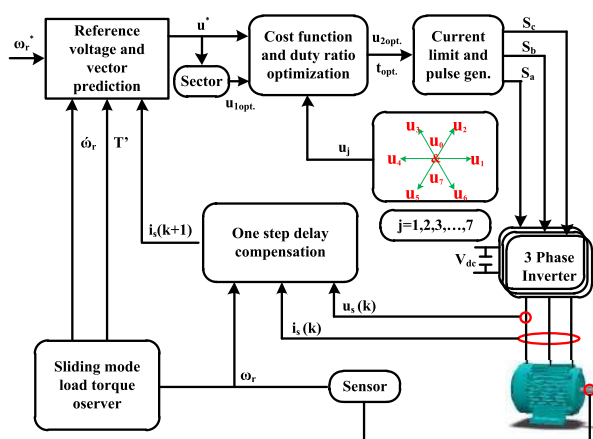 ωr*
Reference
voltage and
vector
prediction
u*
Sector
u1opt.
Cost function
and duty ratio
optimization
u2opt.
topt.
Current
limit and
pulse gen.
Sc
Sb
Sa
uj
u3
u2
u0
u4
&
u1
u7
u5
u6
j=1,2,3,...,7
ώr
T’
is(k+1)
One step delay
compensation
Vdc
3 Phase
Inverter
us(k)
is(k)
Sliding mode
load torque
oserver
ωr
Sensor